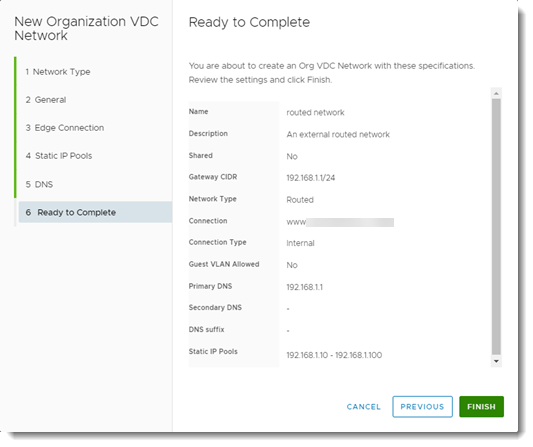 New Organization VDC
Network
1 Network Type
2 General
3 Edge Connection
4 Static IP Pools
5 DNS
6 Ready to Complete
Ready to Complete
You are about to create an Org VDC Network with these specifications.
Review the settings and click Finish.
Name routed network
Description An external routed network
Shared No
Gateway CIDR 192.168.1.1/24
Network Type Routed
Connection www
Connection Type Internal
Guest VLAN Allowed No
Primary DNS 192.168.1.1
Secondary DNS -
DNS suffix -
Static IP Pools 192.168.1.10 - 192.168.1.100
CANCEL PREVIOUS FINISH